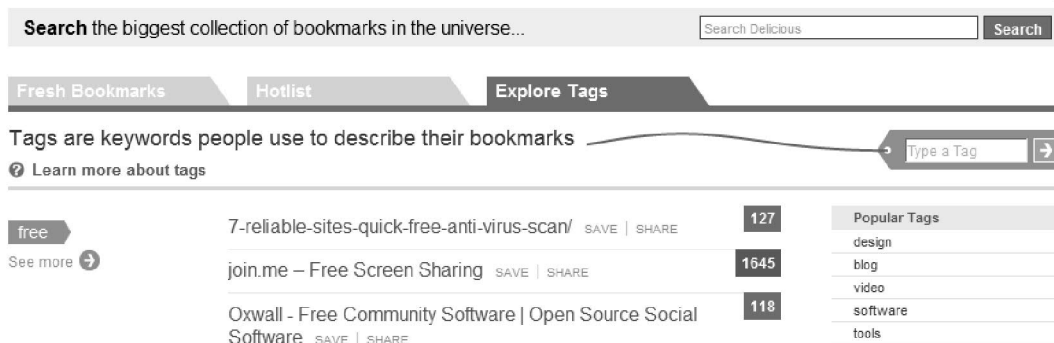 Search the biggest collection of bookmarks in the universe...
Search Delicious
Search
Fresh Bookmarks
Hotlist
Explore Tags
Tags are keywords people use to describe their bookmarks
Type a Tag
? Learn more about tags
free
See more
7-reliable-sites-quick-free-anti-virus-scan/ SAVE | SHARE
127
join.me – Free Screen Sharing SAVE | SHARE
1645
Oxwall - Free Community Software | Open Source Social
Software SAVE | SHARE
118
Popular Tags
design
blog
video
software
tools